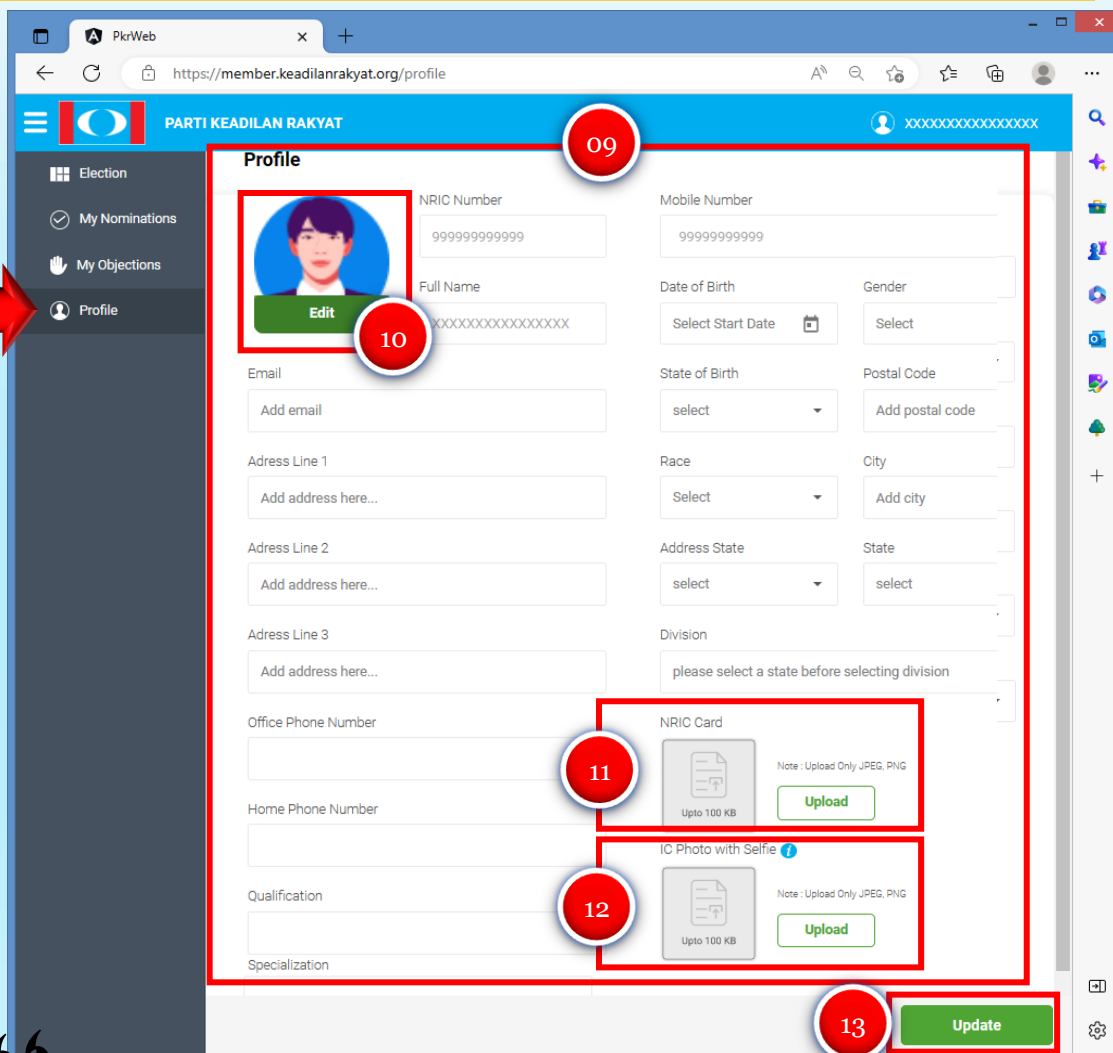 PkrWeb
https://member.keadilanrakyat.org/profile
PARTI KEADILAN RAKYAT
xxxxxxxxxxxxxxxx
09
Election
My Nominations
My Objections
Profile
Profile
NRIC Number
Mobile Number
999999999999
99999999999
Full Name
Date of Birth
Gender
Edit
XXXXXXXXXXXXXXXX
Select Start Date
Select
10
Email
State of Birth
Postal Code
Add email
select
Add postal code
Adress Line 1
Race
City
Add address here...
Select
Add city
Adress Line 2
Address State
State
Add address here...
select
select
Adress Line 3
Division
Add address here...
please select a state before selecting division
Office Phone Number
NRIC Card
11
Note : Upload Only JPEG, PNG
Upload
Upto 100 KB
Home Phone Number
IC Photo with Selfie
Qualification
12
Note : Upload Only JPEG, PNG
Upload
Upto 100 KB
Specialization
13
Update